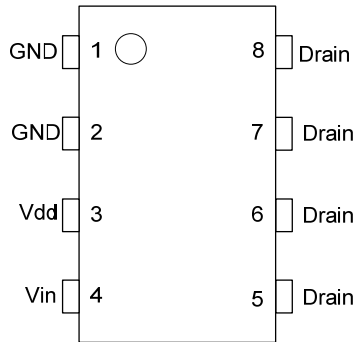 GND 1 8 Drain
GND 2 7 Drain
Vdd 3 6 Drain
Vin 4 5 Drain